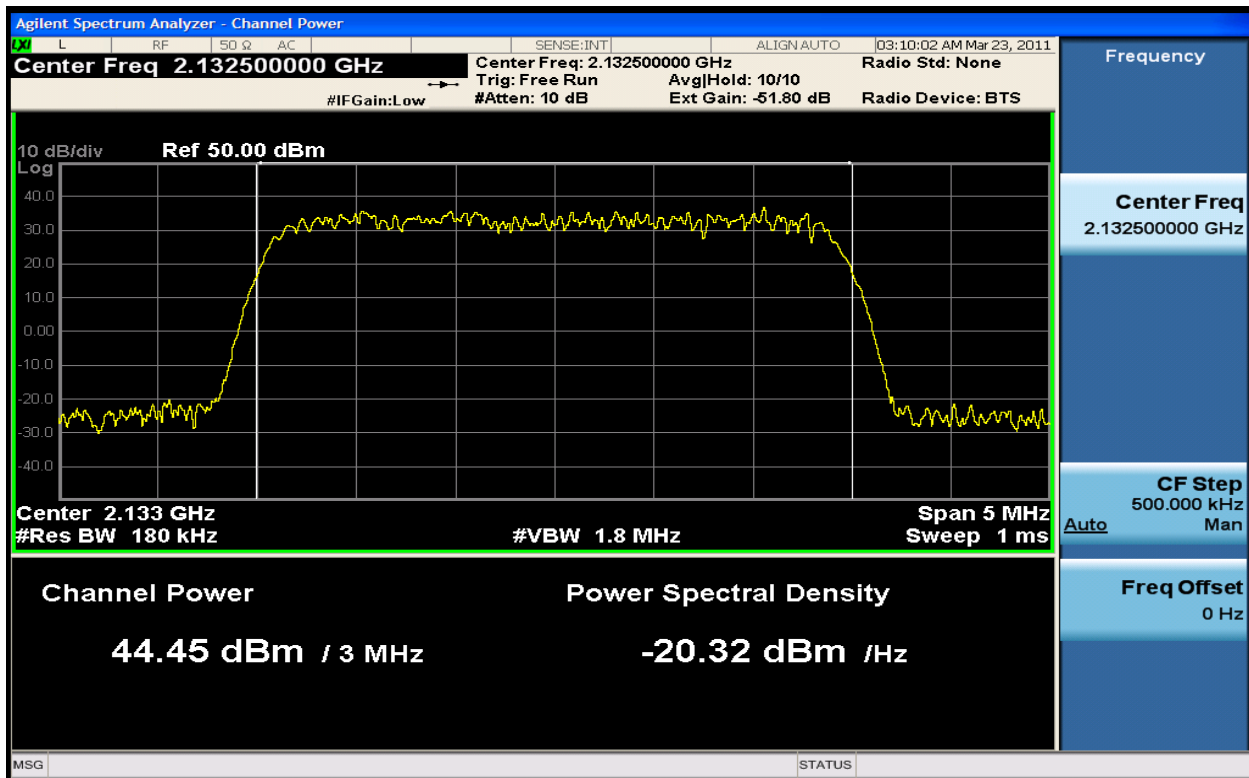 Agilent Spectrum Analyzer - Channel Power
LXI L RF 50 Ω AC SENSE:INT ALIGN AUTO 03:10:02 AM Mar 23, 2011
Center Freq 2.132500000 GHz
Center Freq: 2.132500000 GHz Radio Std: None
Trig: Free Run Avg|Hold: 10/10
#IFGain:Low #Atten: 10 dB Ext Gain: -51.80 dB Radio Device: BTS
10 dB/div Ref 50.00 dBm
Log
40.0
30.0
20.0
10.0
0.00
-10.0
-20.0
-30.0
-40.0
Center 2.133 GHz Span 5 MHz
#Res BW 180 kHz #VBW 1.8 MHz Sweep 1 ms
Channel Power Power Spectral Density
44.45 dBm / 3 MHz -20.32 dBm /Hz
Frequency
Center Freq
2.132500000 GHz
CF Step
500.000 kHz
Auto Man
Freq Offset
0 Hz
MSG STATUS